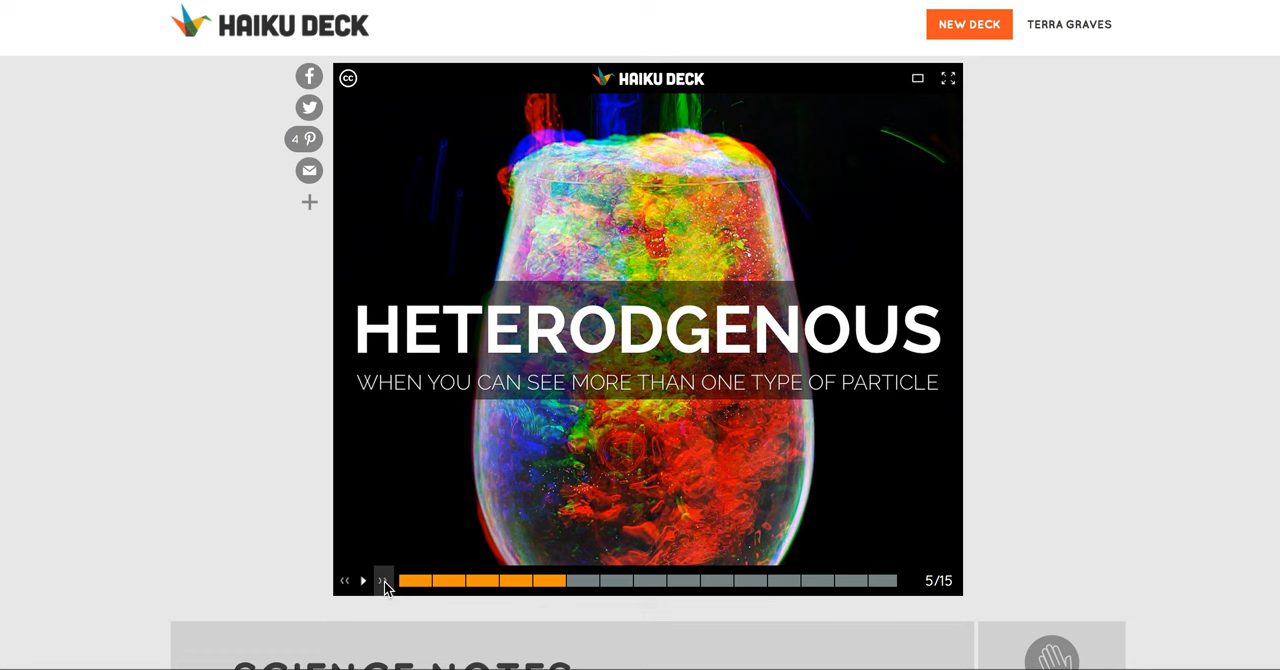 HAIKU DECK
NEW DECK
TERRA GRAVES
CC
HAIKU DECK
4
HETERODGENOUS
WHEN YOU CAN SEE MORE THAN ONE TYPE OF PARTICLE
5/15
SCIENCE NOTES